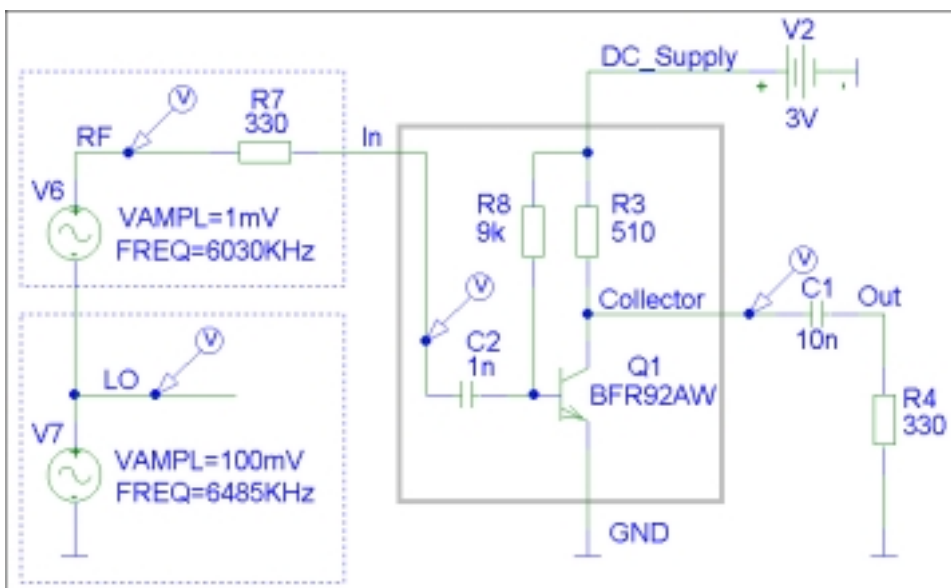 V2
DC_Supply
+
-
3V
R7
330
RF
In
V
V6
VAMPL=1mV
FREQ=6030KHz
R8
9k
R3
510
V
Collector
V
C1
10n
Out
C2
1n
Q1
BFR92AW
R4
330
V
LO
V7
VAMPL=100mV
FREQ=6485KHz
GND